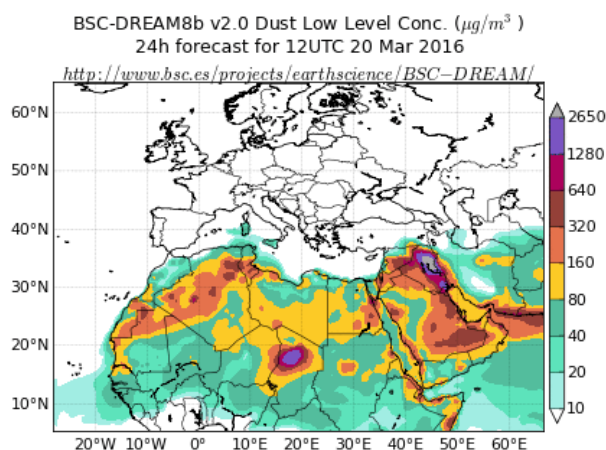 BSC-DREAM8b v2.0 Dust Low Level Conc. (μg/m³ )
24h forecast for 12UTC 20 Mar 2016
http://www.bsc.es/projects/earthscience/BSC−DREAM/
60°N
50°N
40°N
30°N
20°N
10°N
20°W
10°W
0°
10°E
20°E
30°E
40°E
50°E
60°E
2650
1280
640
320
160
80
40
20
10